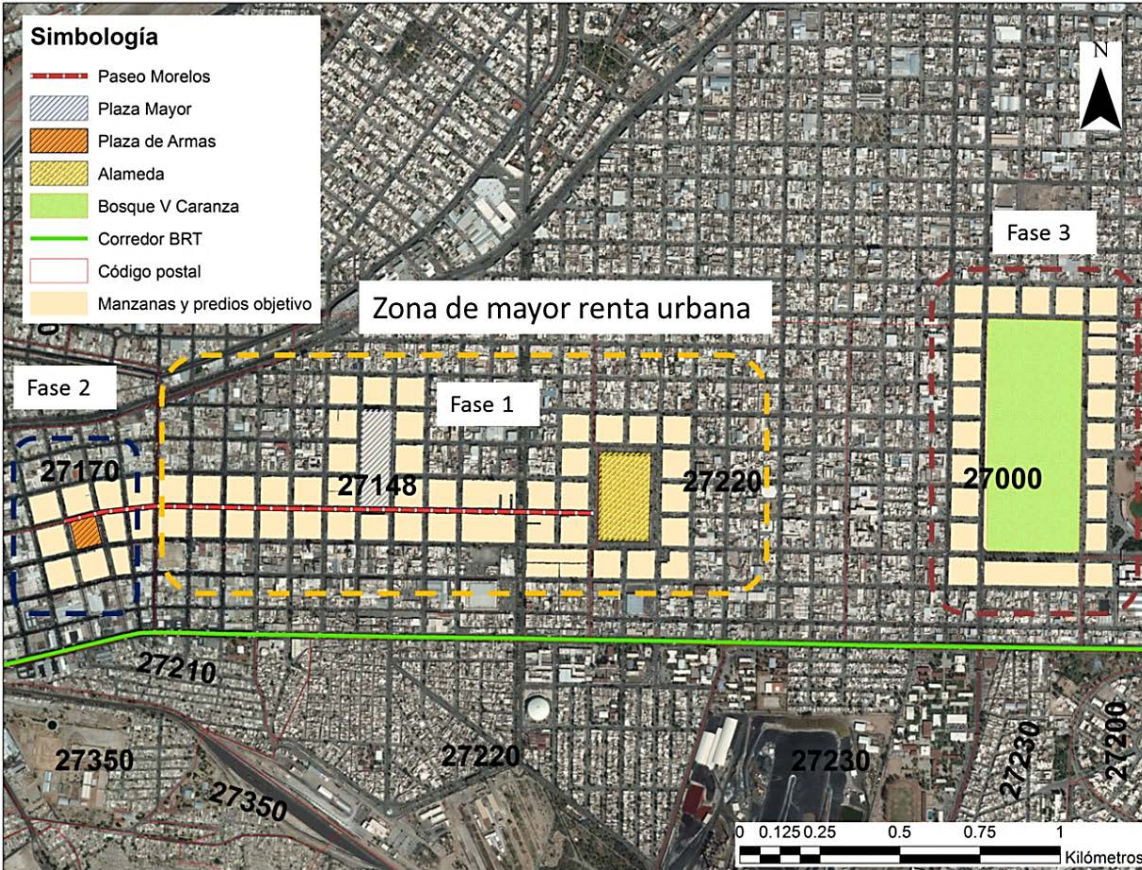 Simbología
Paseo Morelos
Plaza Mayor
Plaza de Armas
Alameda
Bosque V Caranza
Corredor BRT
Código postal
Manzanas y predios objetivo
N
Fase 3
Zona de mayor renta urbana
Fase 2
Fase 1
27170
27148
27220
27000
27210
27350
27350
27220
27230
27230
27200
0 0.125 0.25 0.5 0.75 1
Kilómetros